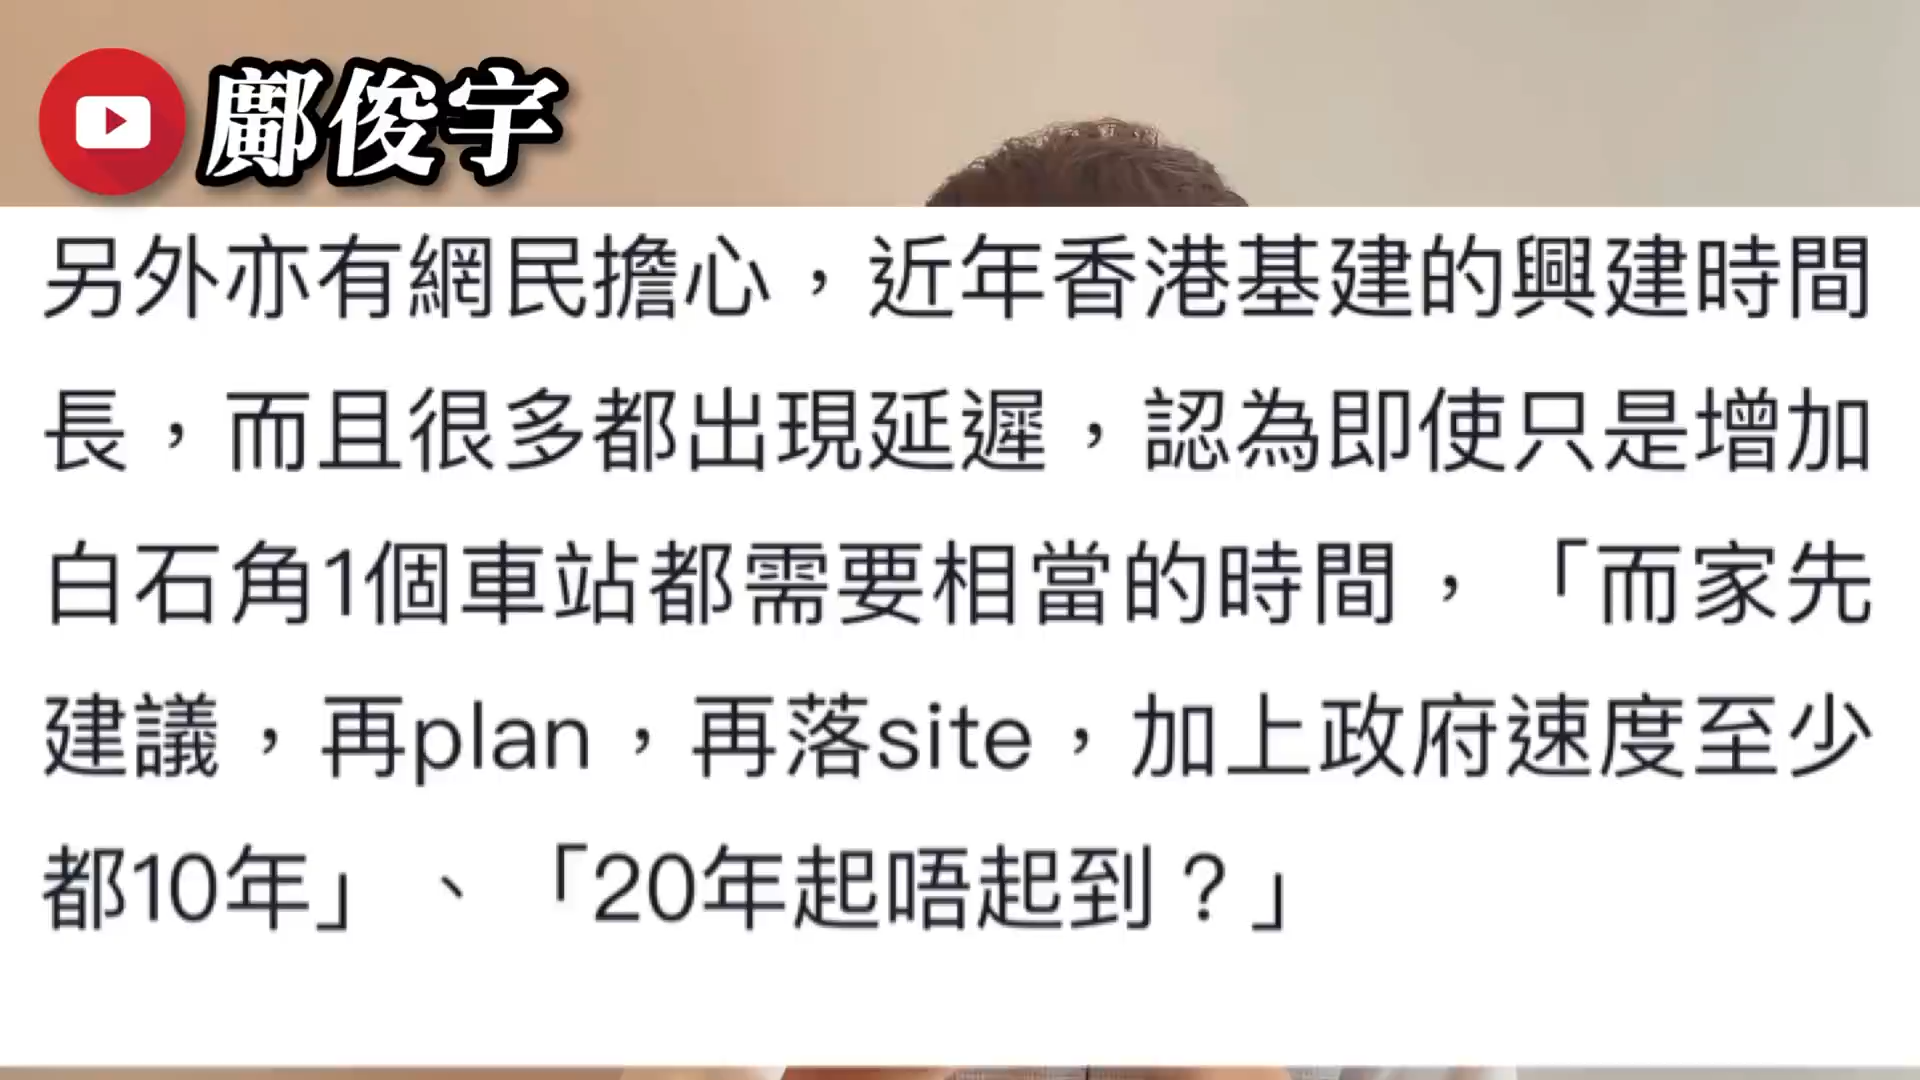 鄺俊宇
另外亦有網民擔心，近年香港基建的興建時間
長，而且很多都出現延遲，認為即使只是增加
白石角1個車站都需要相當的時間，「而家先
建議，再plan，再落site，加上政府速度至少
都10年」、「20年起唔起到？」